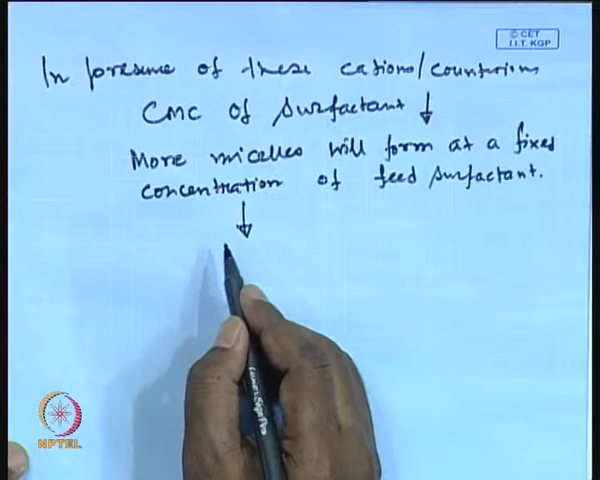 © CET
I.I.T. KGP
In presence of these cations/counterions
CMC of Surfactant ↓
More micelles will form at a fixed
concentration of feed surfactant.
NPTEL